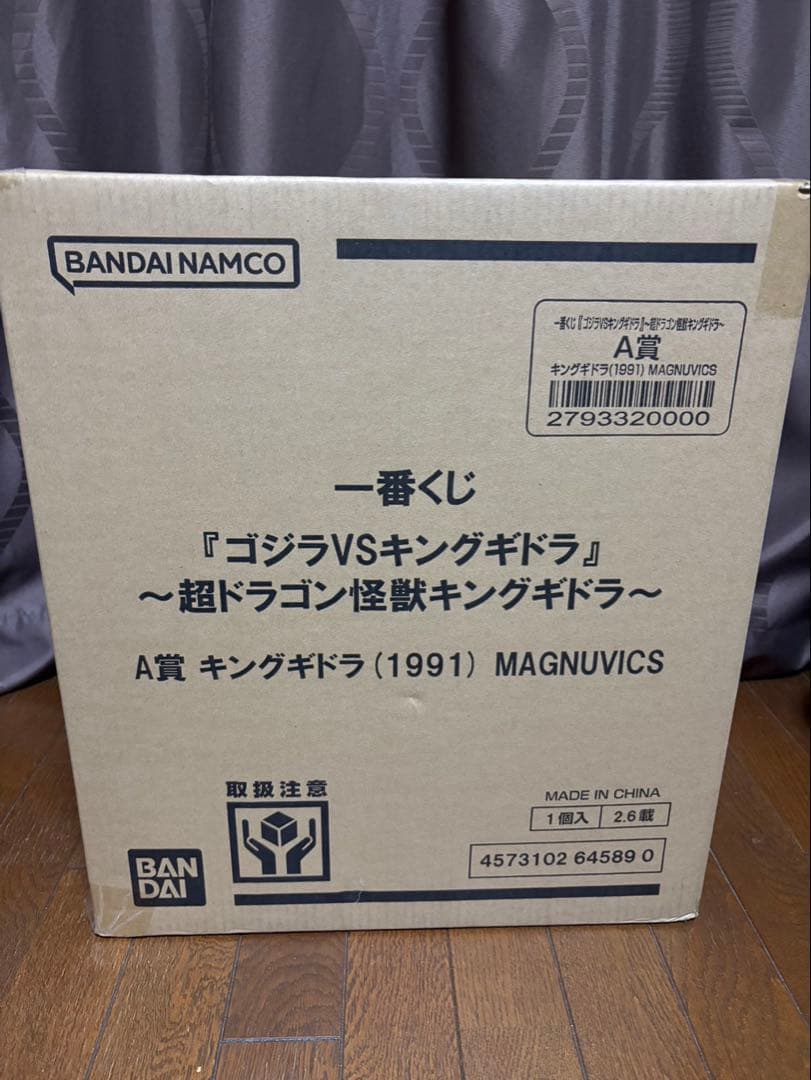 BANDAI NAMCO
一番くじ『ゴジラVSキングギドラ』～超ドラゴン怪獣キングギドラ～
A賞
キングギドラ(1991) MAGNUVICS
2793320000
一番くじ
『ゴジラVSキングギドラ』
～超ドラゴン怪獣キングギドラ～
A賞 キングギドラ(1991) MAGNUVICS
取扱注意
MADE IN CHINA
1個入 2.6載
4573102 64589 0
BAN
DAI